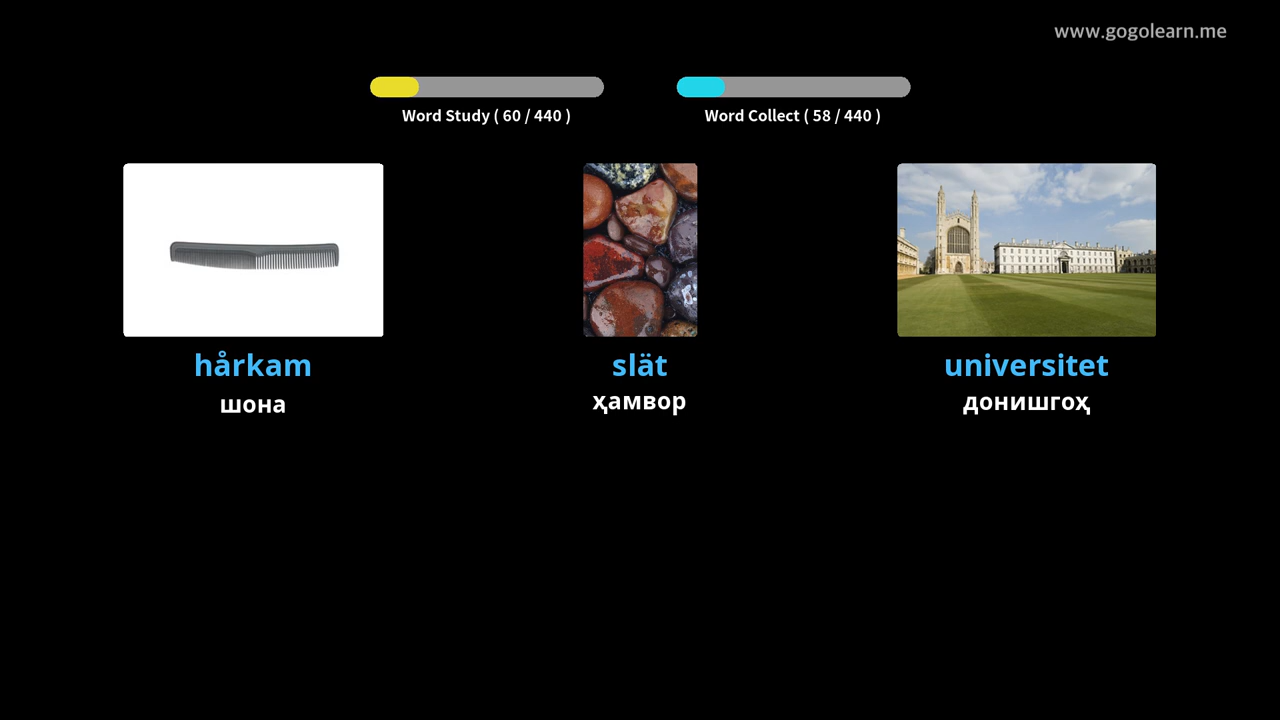 www.gogolearn.me
Word Study ( 60 / 440 )
Word Collect ( 58 / 440 )
hårkam
slät
universitet
шона
ҳамвор
донишгоҳ